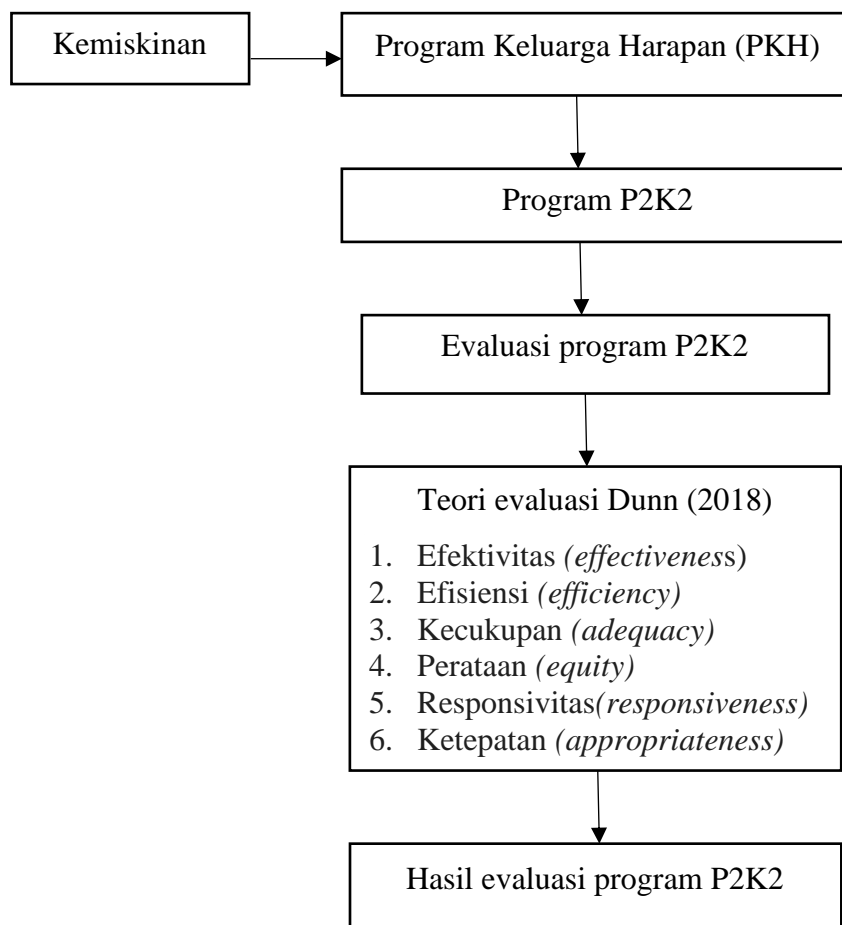 Kemiskinan
Program Keluarga Harapan (PKH)
Program P2K2
Evaluasi program P2K2
Teori evaluasi Dunn (2018)
1. Efektivitas (effectiveness)
2. Efisiensi (efficiency)
3. Kecukupan (adequacy)
4. Perataan (equity)
5. Responsivitas(responsiveness)
6. Ketepatan (appropriateness)
Hasil evaluasi program P2K2